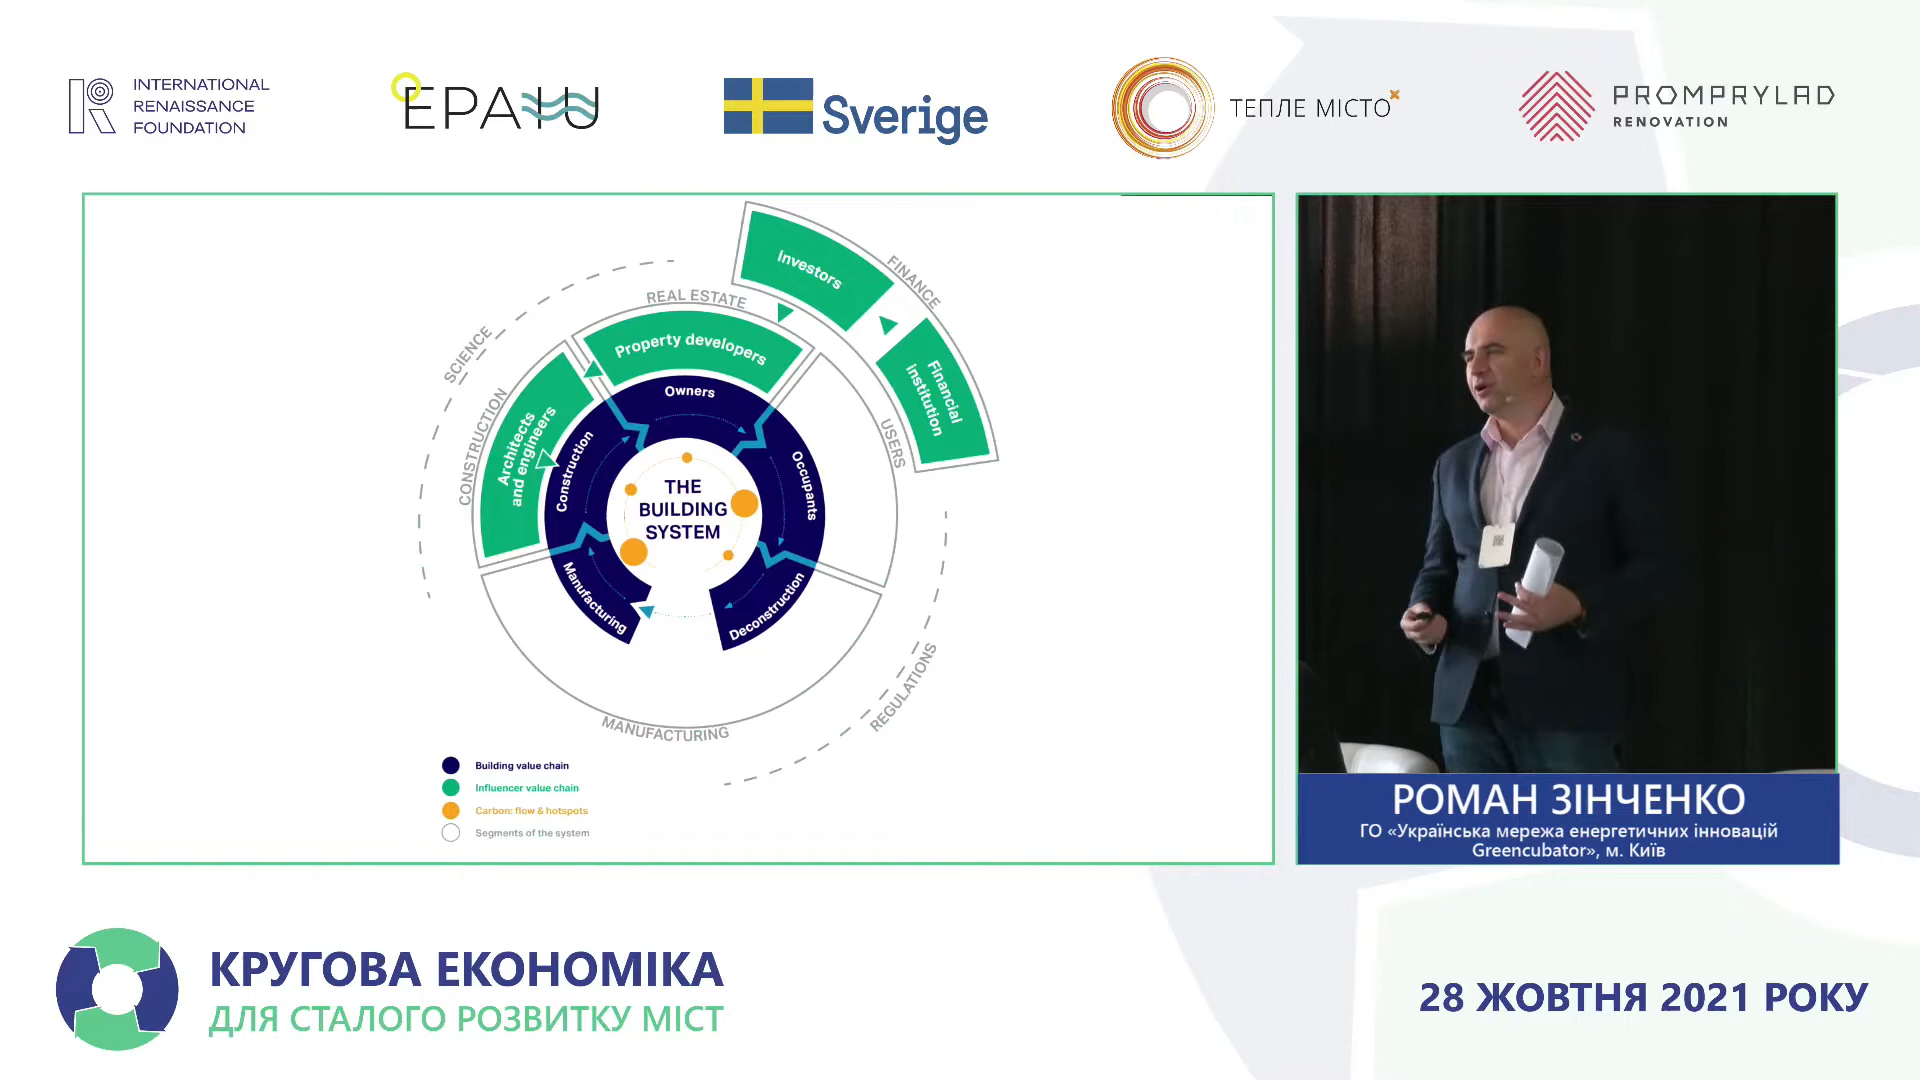 INTERNATIONAL
RENAISSANCE
FOUNDATION
EPAIU
Sverige
ТЕПЛЕ МІСТО
PROMPRYLAD
RENOVATION
SCIENCE
REAL ESTATE
FINANCE
CONSTRUCTION
USERS
REGULATIONS
MANUFACTURING
Investors
Financial
institution
Property developers
Architects
and engineers
Owners
Construction
Occupants
Manufacturing
Deconstruction
THE
BUILDING
SYSTEM
Building value chain
Influencer value chain
Carbon: flow & hotspots
Segments of the system
РОМАН ЗІНЧЕНКО
ГО «Українська мережа енергетичних інновацій
Greencubator», м. Київ
КРУГОВА ЕКОНОМІКА
ДЛЯ СТАЛОГО РОЗВИТКУ МІСТ
28 ЖОВТНЯ 2021 РОКУ